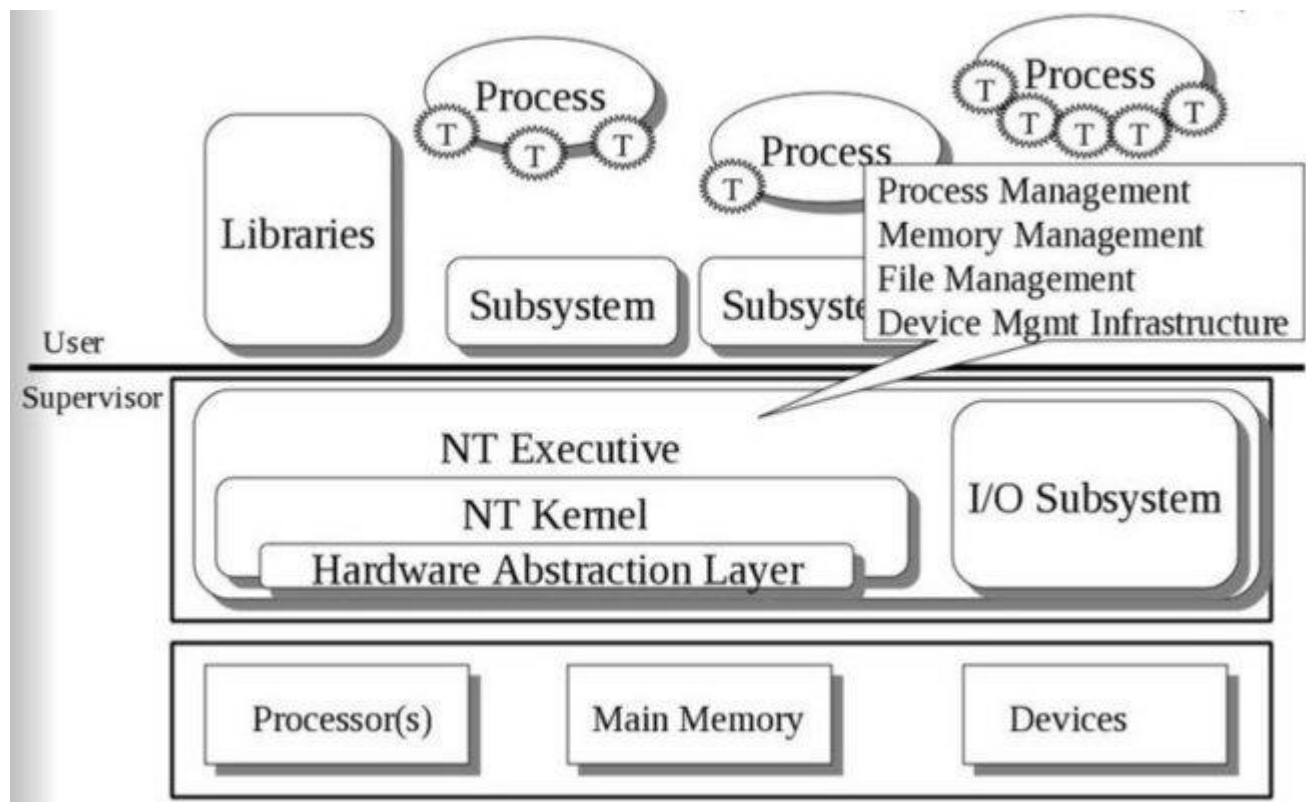 Process
T
T
T
Process
T
Process
T
T
T
T
T
Libraries
Subsystem
Subsyste
Process Management
Memory Management
File Management
Device Mgmt Infrastructure
User
Supervisor
NT Executive
NT Kernel
Hardware Abstraction Layer
I/O Subsystem
Processor(s)
Main Memory
Devices